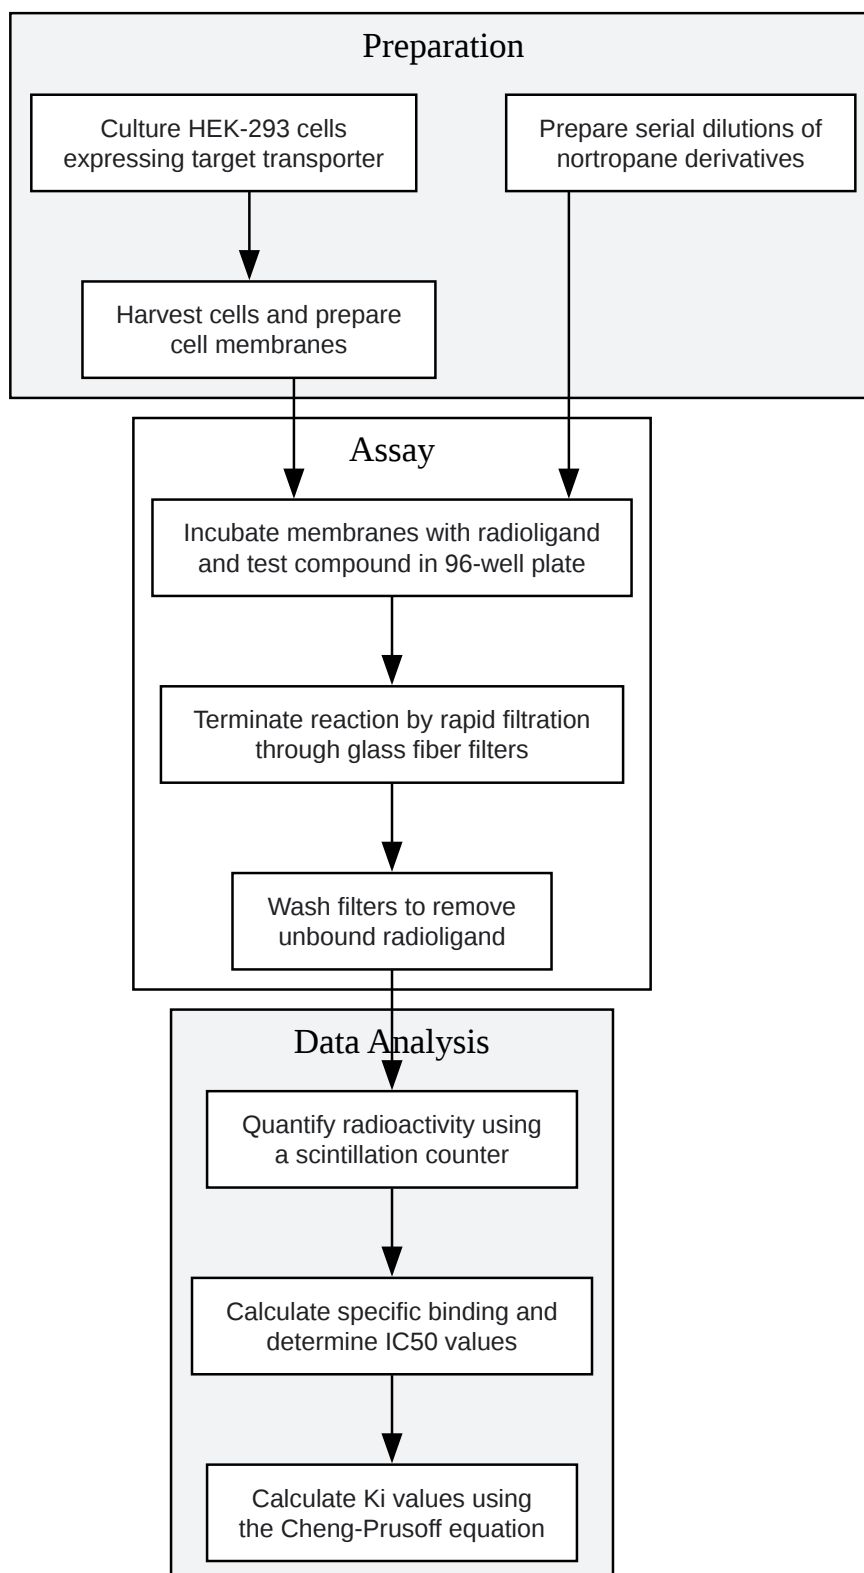 Preparation
Culture HEK-293 cells
expressing target transporter
Prepare serial dilutions of
nortropane derivatives
Harvest cells and prepare
cell membranes
Assay
Incubate membranes with radioligand
and test compound in 96-well plate
Terminate reaction by rapid filtration
through glass fiber filters
Wash filters to remove
unbound radioligand
Data Analysis
Quantify radioactivity using
a scintillation counter
Calculate specific binding and
determine IC50 values
Calculate Ki values using
the Cheng-Prusoff equation